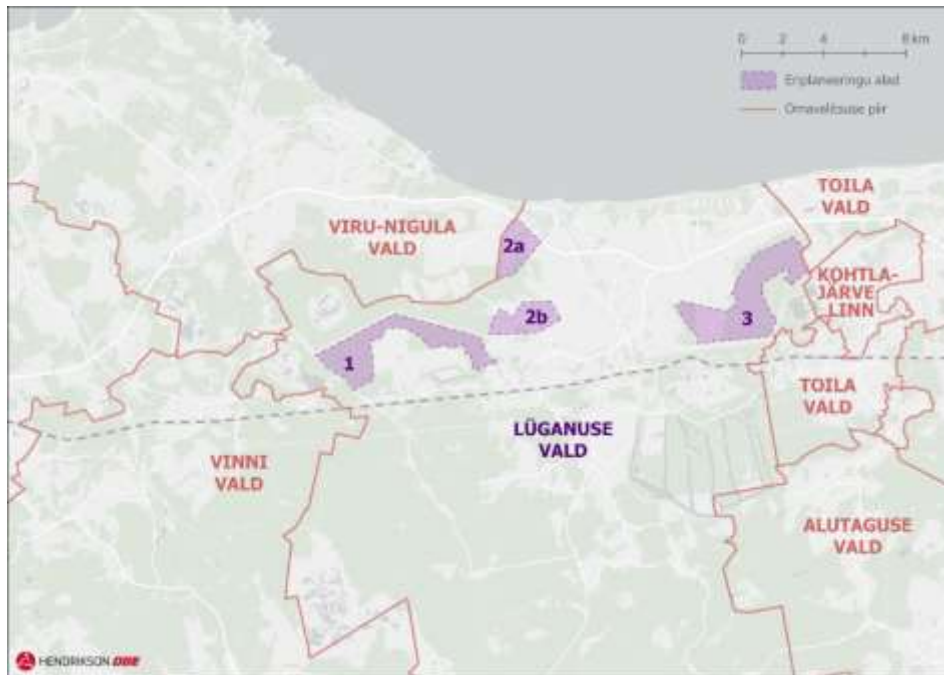 0 2 4 8 km
Eriplaneeringu alad
Omavalitsuse piir
TOILA
VALD
VIRU-NIGULA
VALD
2a
KOHTLA-
JÄRVE
LINN
2b
3
1
TOILA
VALD
LÜGANUSE
VALD
VINNI
VALD
ALUTAGUSE
VALD
HENDRIKSON DGE